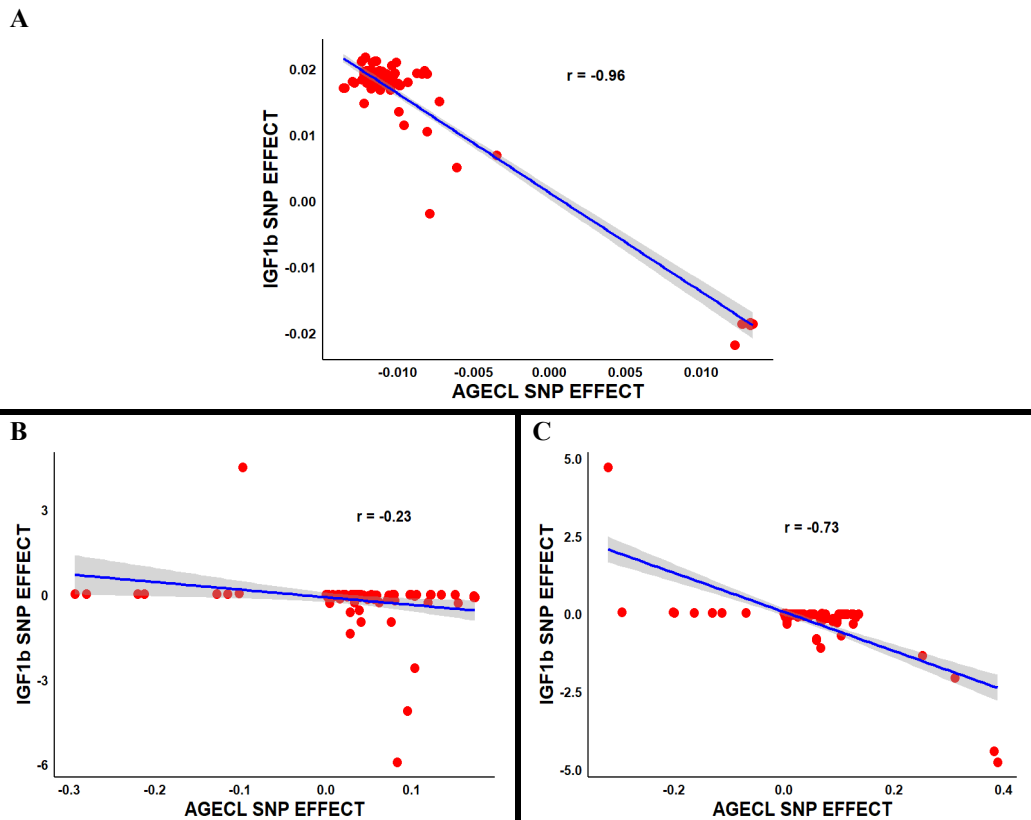 A
0.02
0.01
0.00
-0.01
-0.02
IGF1b SNP EFFECT
r = -0.96
-0.010
-0.005
0.000
0.005
0.010
AGECL SNP EFFECT
B
3
0
-3
-6
IGF1b SNP EFFECT
r = -0.23
-0.3
-0.2
-0.1
0.0
0.1
AGECL SNP EFFECT
C
5.0
2.5
0.0
-2.5
-5.0
IGF1b SNP EFFECT
r = -0.73
-0.2
0.0
0.2
0.4
AGECL SNP EFFECT